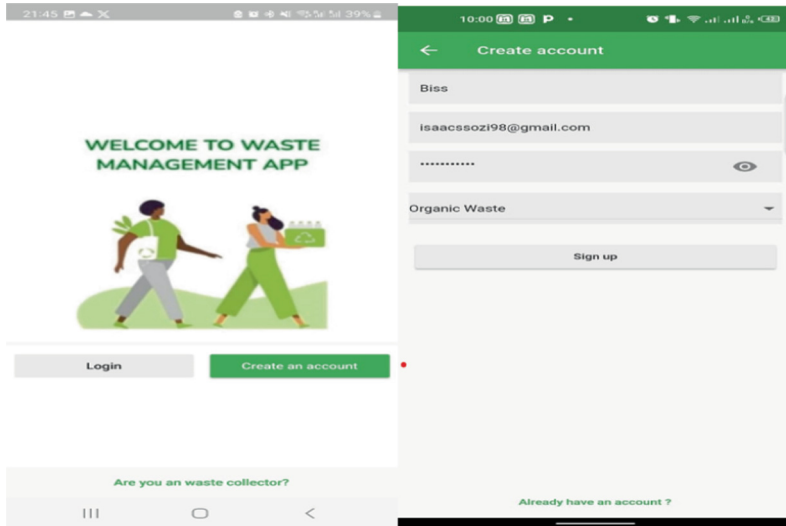 21:45
39%
WELCOME TO WASTE
MANAGEMENT APP
Login
Create an account
Are you an waste collector?
10:00
P
Create account
Biss
isaacssozi98@gmail.com
•••••••••••
Organic Waste
Sign up
Already have an account ?